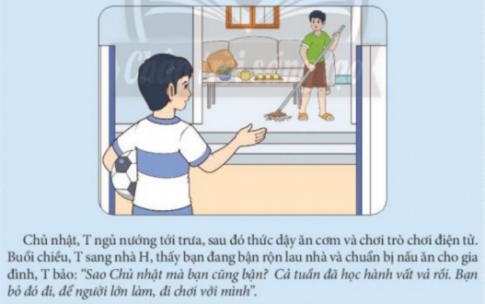 Chủ nhật, T ngủ nướng tới trưa, sau đó thức dậy ăn cơm và chơi trò chơi điện tử.
Buổi chiều, T sang nhà H, thấy bạn đang bận rộn lau nhà và chuẩn bị nấu ăn cho gia
đình, T bảo: "Sao Chủ nhật mà bạn cũng bận? Cả tuần đã học hành vất vả rồi. Bạn
bỏ đó đi, để người lớn làm, đi chơi với mình".